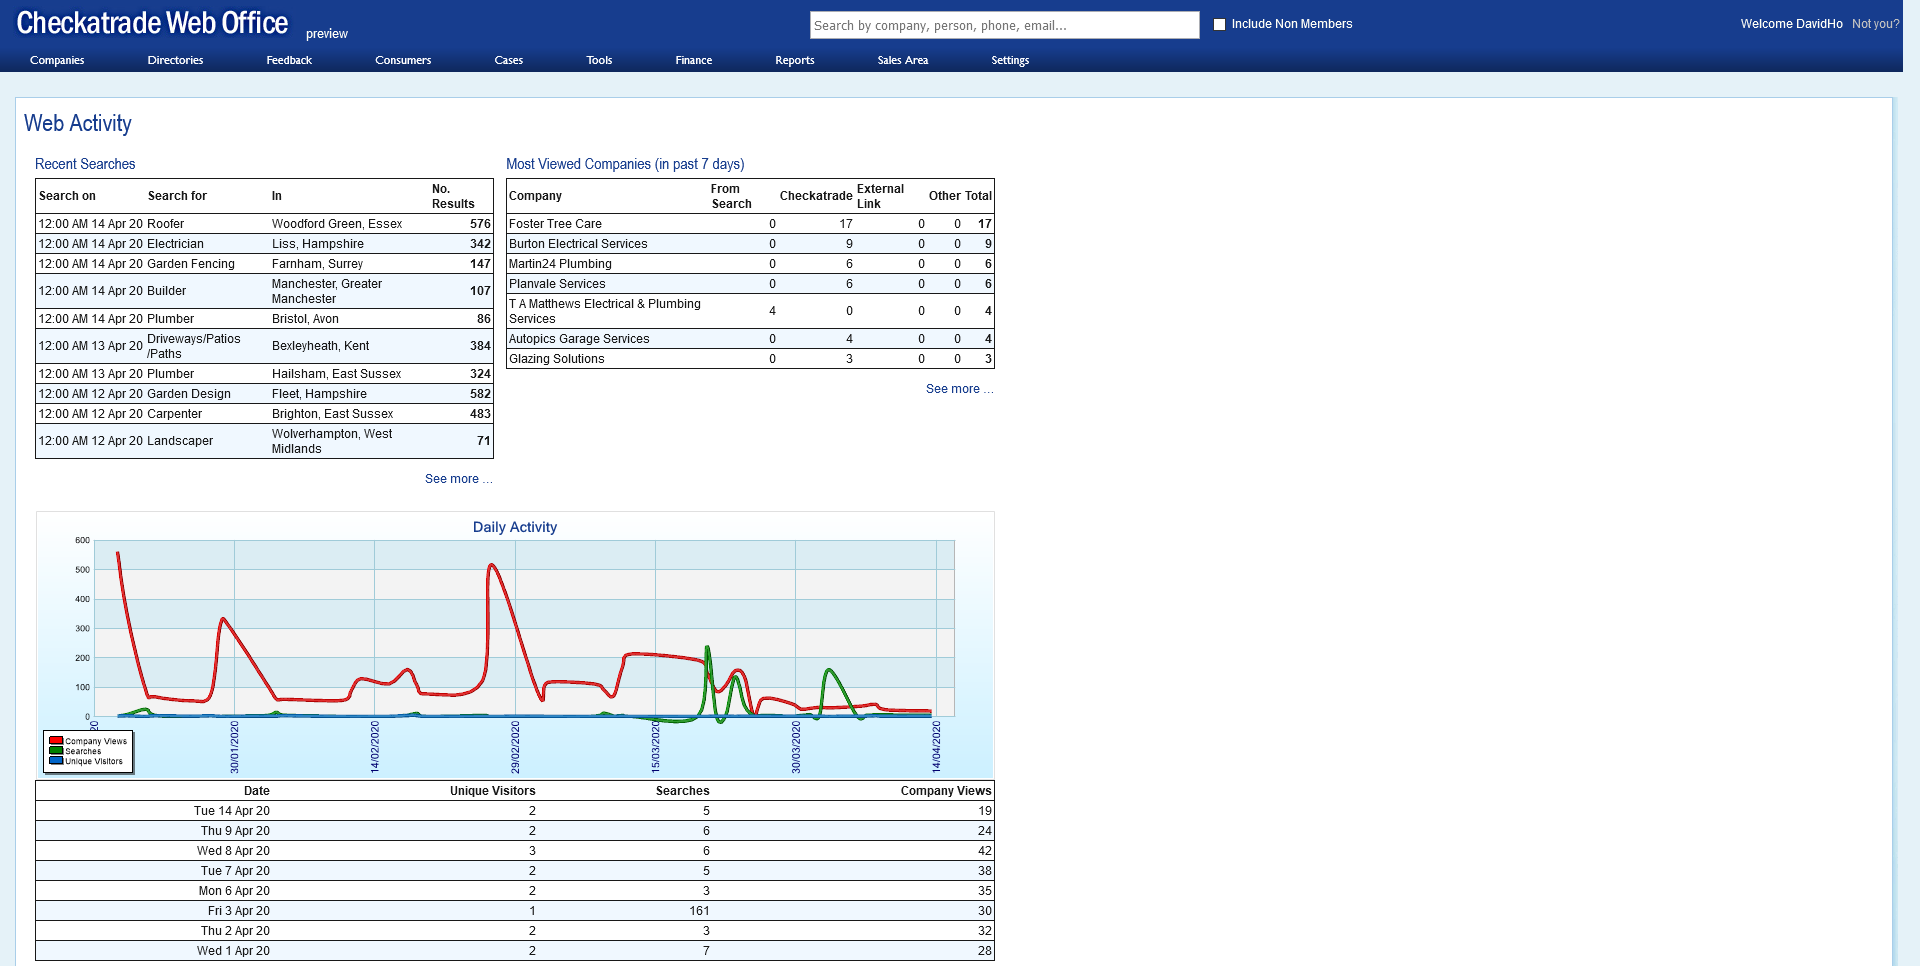 Checkatrade Web Office preview
Search by company, person, phone, email...
Include Non Members
Welcome DavidHo Not you?
Companies Directories Feedback Consumers Cases Tools Finance Reports Sales Area Settings
Web Activity
Recent Searches
Search on Search for In No. Results
12:00 AM 14 Apr 20 Roofer Woodford Green, Essex 576
12:00 AM 14 Apr 20 Electrician Liss, Hampshire 342
12:00 AM 14 Apr 20 Garden Fencing Farnham, Surrey 147
12:00 AM 14 Apr 20 Builder Manchester, Greater Manchester 107
12:00 AM 14 Apr 20 Plumber Bristol, Avon 86
12:00 AM 13 Apr 20 Driveways/Patios /Paths Bexleyheath, Kent 384
12:00 AM 13 Apr 20 Plumber Hailsham, East Sussex 324
12:00 AM 12 Apr 20 Garden Design Fleet, Hampshire 582
12:00 AM 12 Apr 20 Carpenter Brighton, East Sussex 483
12:00 AM 12 Apr 20 Landscaper Wolverhampton, West Midlands 71
See more ...
Most Viewed Companies (in past 7 days)
Company From Search Checkatrade External Link Other Total
Foster Tree Care 0 17 0 0 17
Burton Electrical Services 0 9 0 0 9
Martin24 Plumbing 0 6 0 0 6
Planvale Services 0 6 0 0 6
T A Matthews Electrical & Plumbing Services 4 0 0 0 4
Autopics Garage Services 0 4 0 0 4
Glazing Solutions 0 3 0 0 3
See more ...
Daily Activity
600
500
400
300
200
100
0
20 30/01/2020 14/02/2020 29/02/2020 15/03/2020 30/03/2020 14/04/2020
Company Views
Searches
Unique Visitors
Date Unique Visitors Searches Company Views
Tue 14 Apr 20 2 5 19
Thu 9 Apr 20 2 6 24
Wed 8 Apr 20 3 6 42
Tue 7 Apr 20 2 5 38
Mon 6 Apr 20 2 3 35
Fri 3 Apr 20 1 161 30
Thu 2 Apr 20 2 3 32
Wed 1 Apr 20 2 7 28